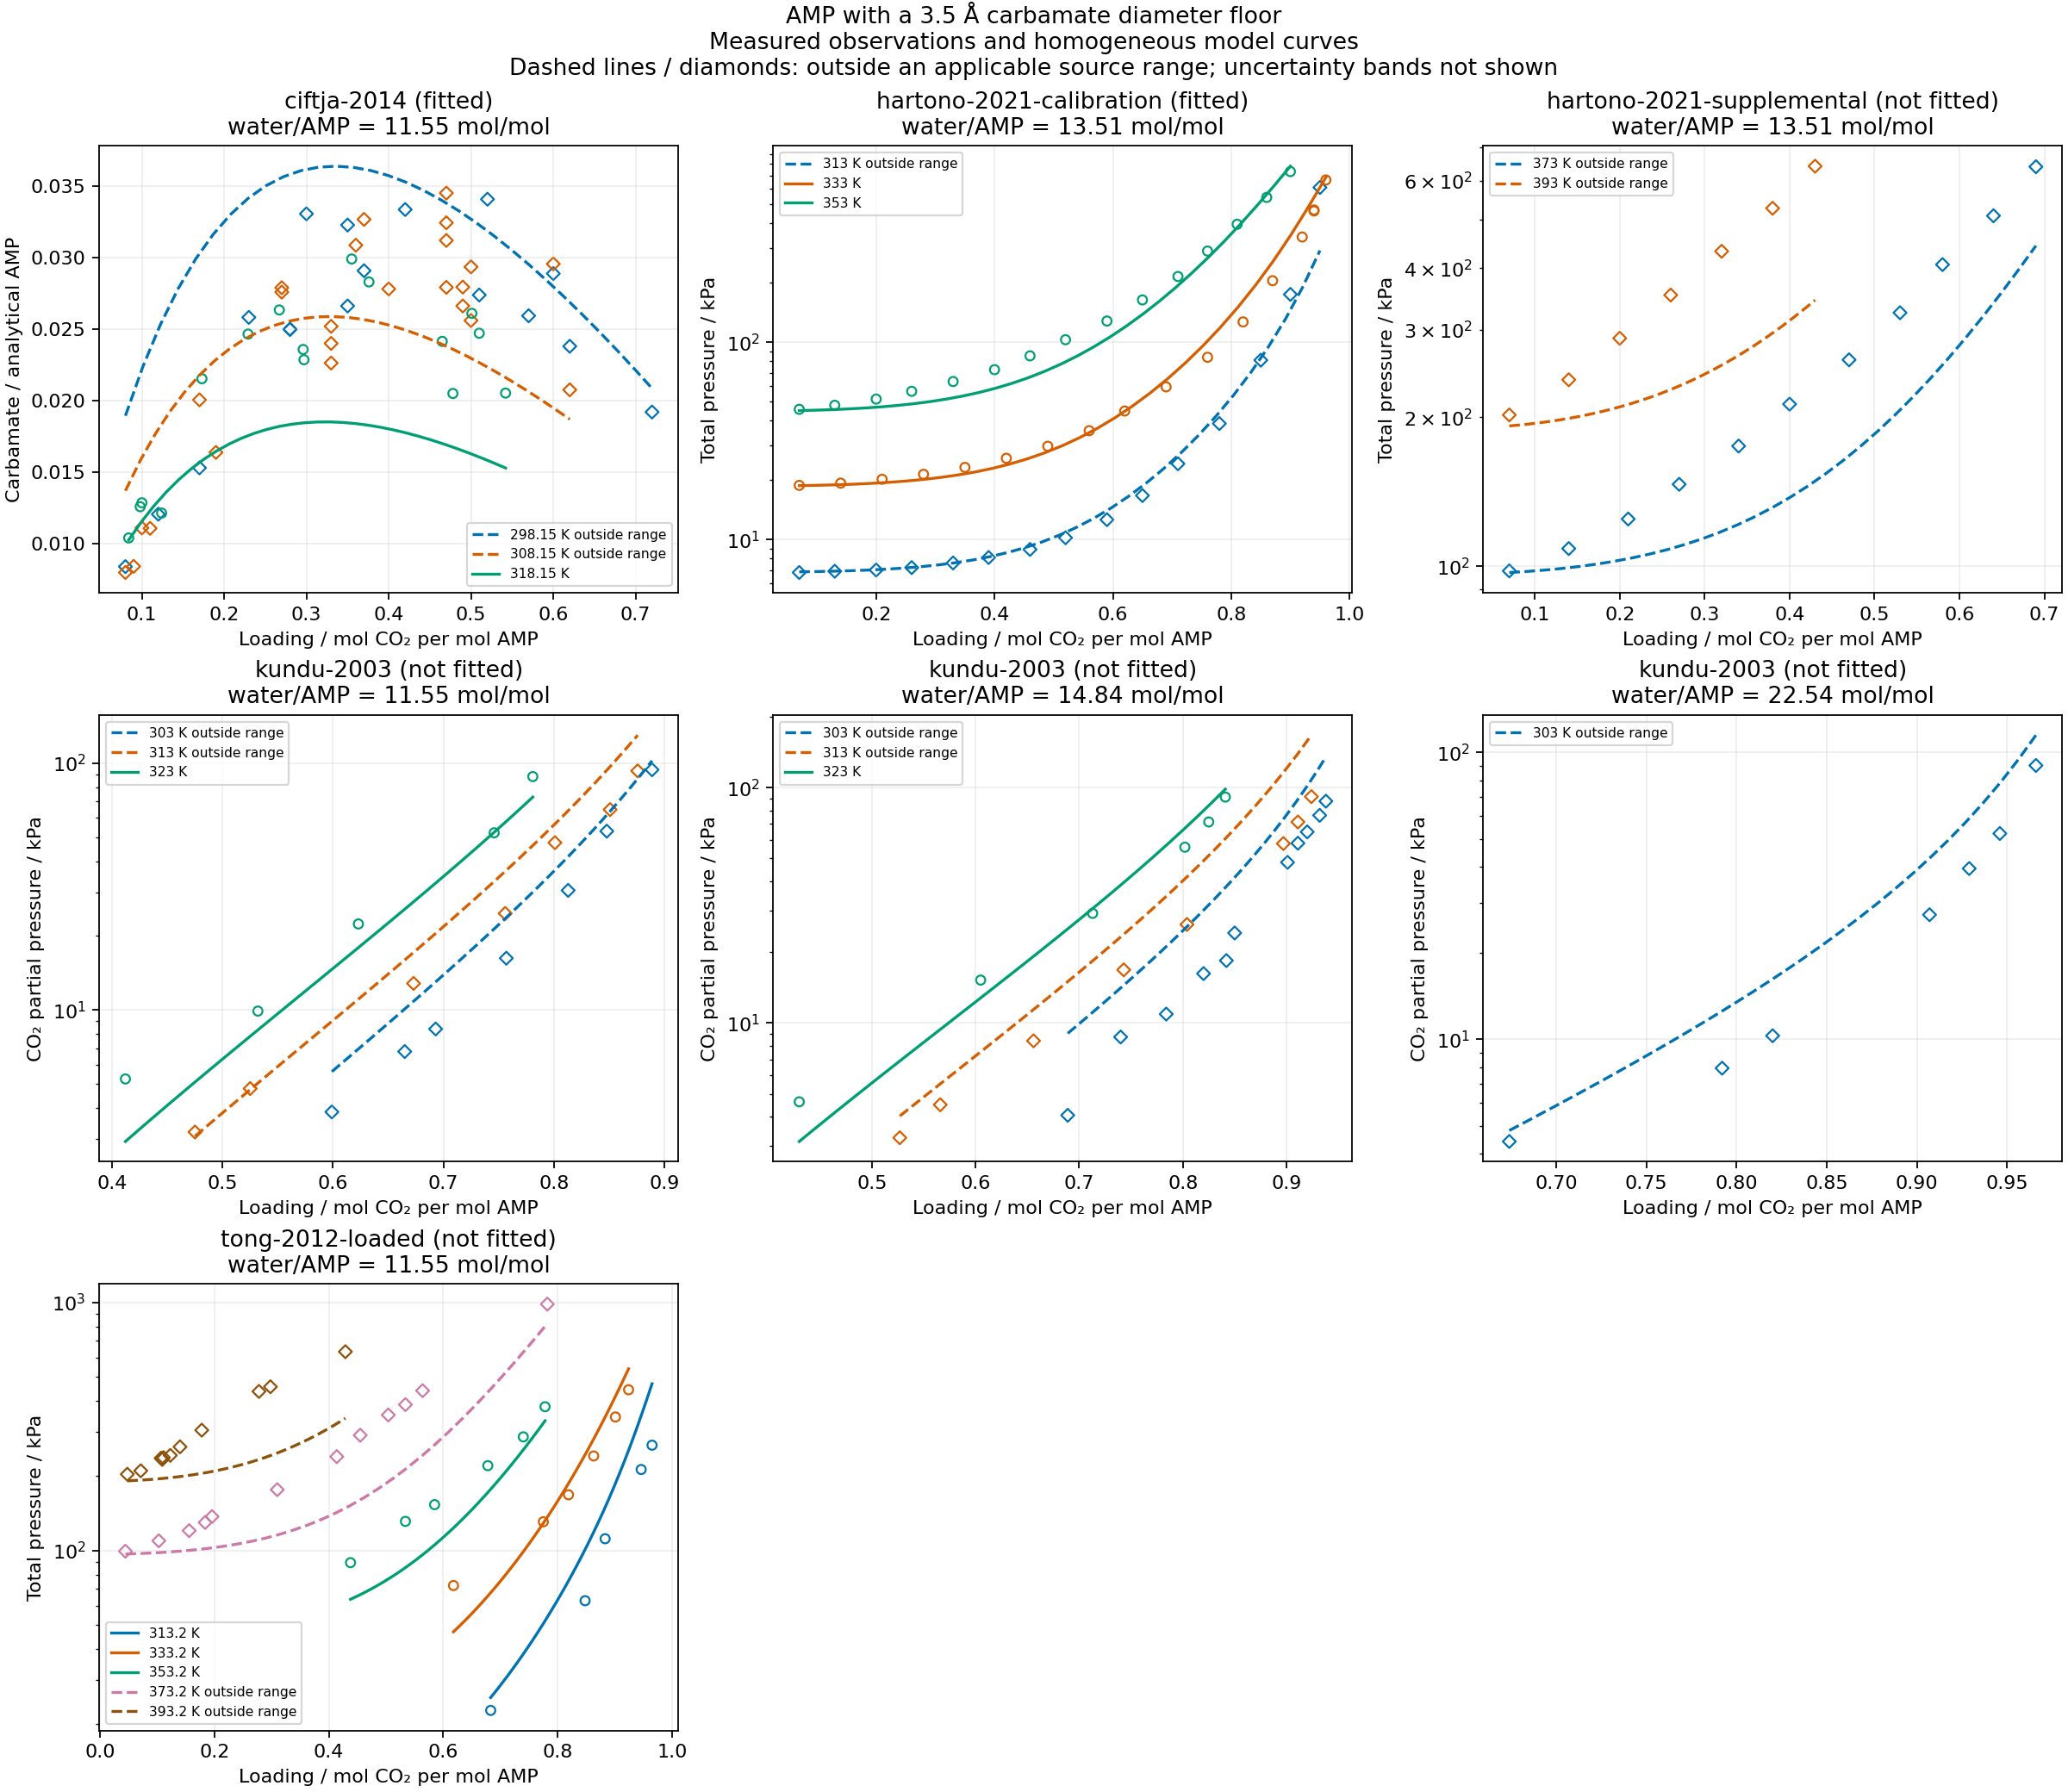 AMP with a 3.5 Å carbamate diameter floor
Measured observations and homogeneous model curves
Dashed lines / diamonds: outside an applicable source range; uncertainty bands not shown
ciftja-2014 (fitted)
water/AMP = 11.55 mol/mol
Carbamate / analytical AMP
0.035
0.030
0.025
0.020
0.015
0.010
298.15 K outside range
308.15 K outside range
318.15 K
0.1 0.2 0.3 0.4 0.5 0.6 0.7
Loading / mol CO₂ per mol AMP
hartono-2021-calibration (fitted)
water/AMP = 13.51 mol/mol
Total pressure / kPa
313 K outside range
333 K
353 K
10²
10¹
0.2 0.4 0.6 0.8 1.0
Loading / mol CO₂ per mol AMP
hartono-2021-supplemental (not fitted)
water/AMP = 13.51 mol/mol
Total pressure / kPa
373 K outside range
393 K outside range
6 × 10²
4 × 10²
3 × 10²
2 × 10²
10²
0.1 0.2 0.3 0.4 0.5 0.6 0.7
Loading / mol CO₂ per mol AMP
kundu-2003 (not fitted)
water/AMP = 11.55 mol/mol
CO₂ partial pressure / kPa
303 K outside range
313 K outside range
323 K
10²
10¹
0.4 0.5 0.6 0.7 0.8 0.9
Loading / mol CO₂ per mol AMP
kundu-2003 (not fitted)
water/AMP = 14.84 mol/mol
CO₂ partial pressure / kPa
303 K outside range
313 K outside range
323 K
10²
10¹
0.5 0.6 0.7 0.8 0.9
Loading / mol CO₂ per mol AMP
kundu-2003 (not fitted)
water/AMP = 22.54 mol/mol
CO₂ partial pressure / kPa
303 K outside range
10²
10¹
0.70 0.75 0.80 0.85 0.90 0.95
Loading / mol CO₂ per mol AMP
tong-2012-loaded (not fitted)
water/AMP = 11.55 mol/mol
Total pressure / kPa
10³
10²
313.2 K
333.2 K
353.2 K
373.2 K outside range
393.2 K outside range
0.0 0.2 0.4 0.6 0.8 1.0
Loading / mol CO₂ per mol AMP